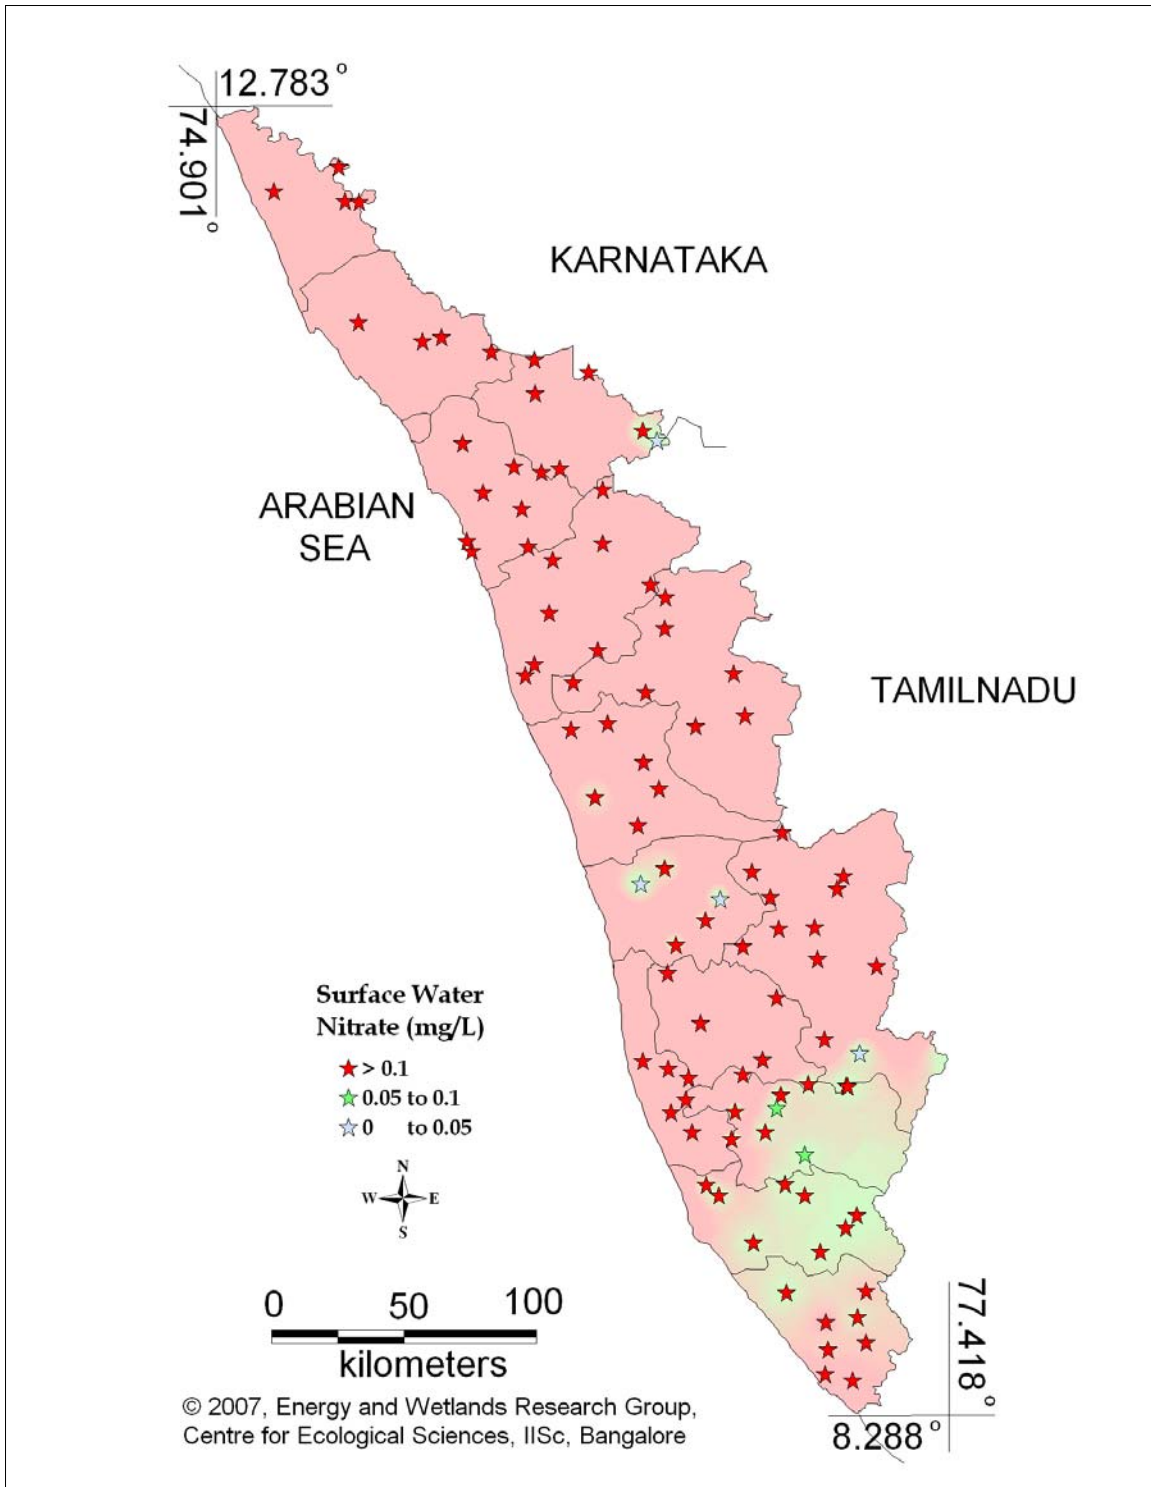 12.783 °
74.901 °
KARNATAKA
ARABIAN
SEA
TAMILNADU
Surface Water
Nitrate (mg/L)
> 0.1
0.05 to 0.1
0 to 0.05
N
W E
S
0 50 100
kilometers
77.418 °
8.288 °
© 2007, Energy and Wetlands Research Group,
Centre for Ecological Sciences, IISc, Bangalore